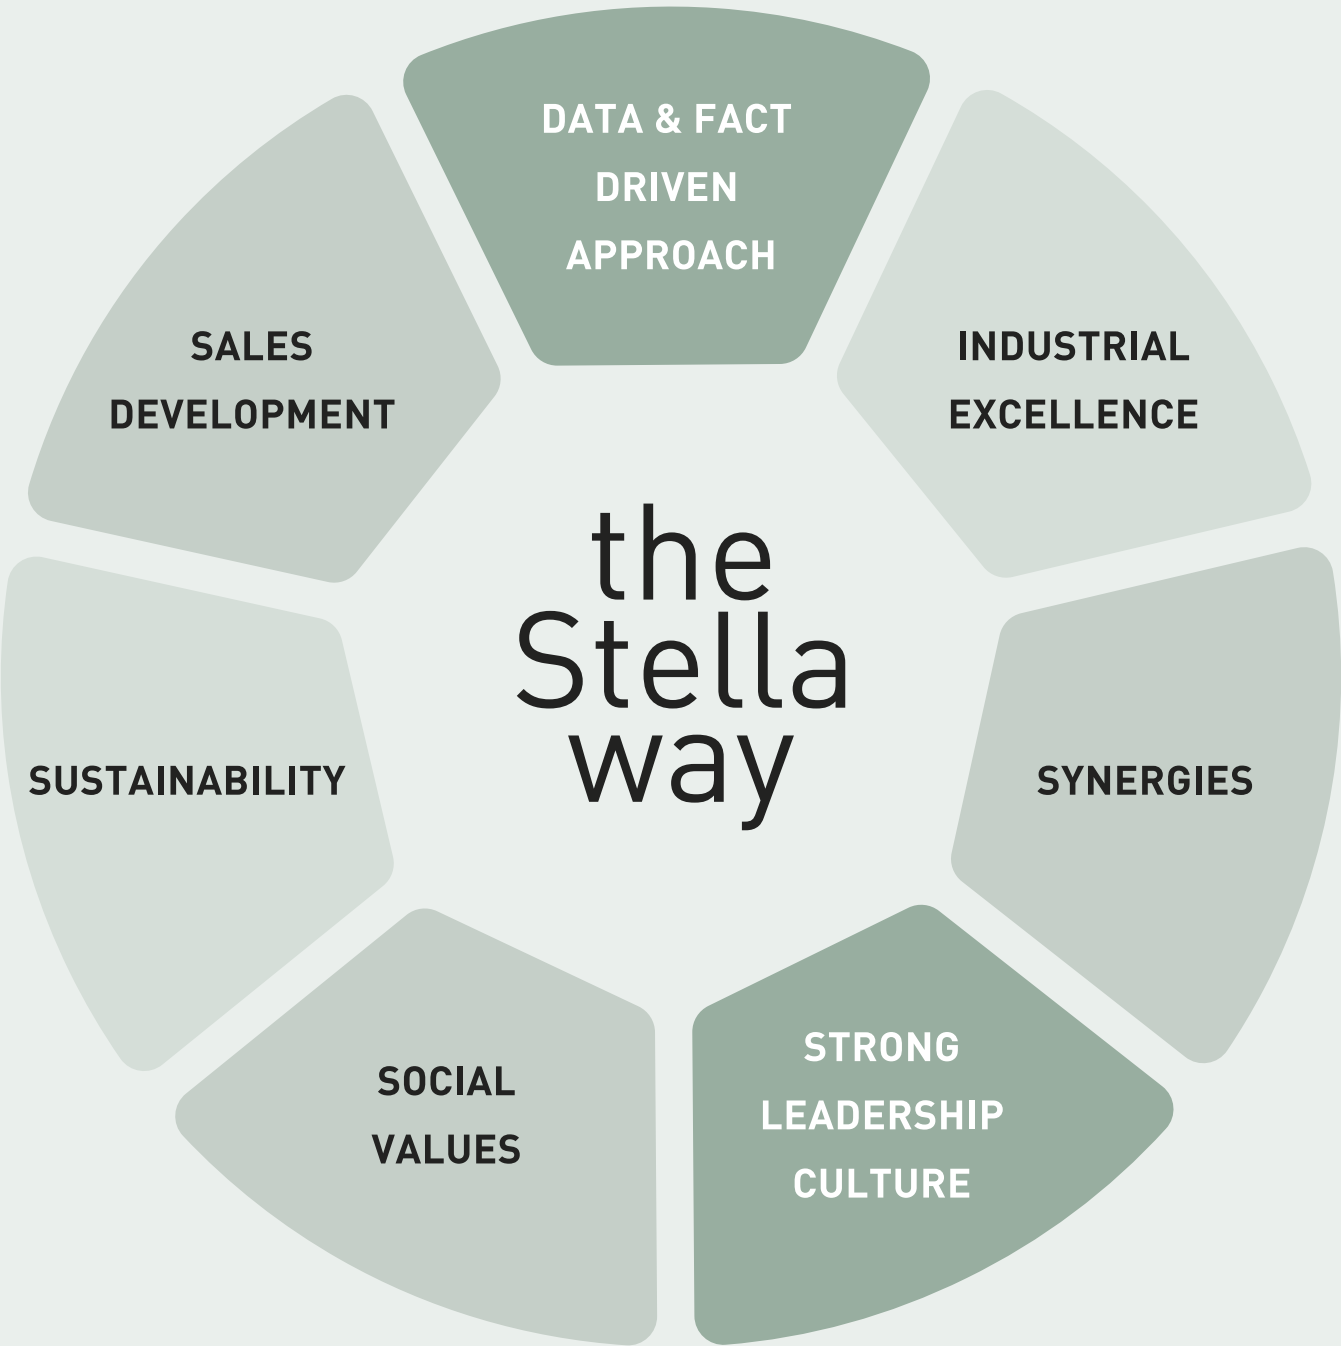 DATA & FACT
DRIVEN
APPROACH
INDUSTRIAL
EXCELLENCE
SYNERGIES
STRONG
LEADERSHIP
CULTURE
SOCIAL
VALUES
SUSTAINABILITY
SALES
DEVELOPMENT
the
Stella
way